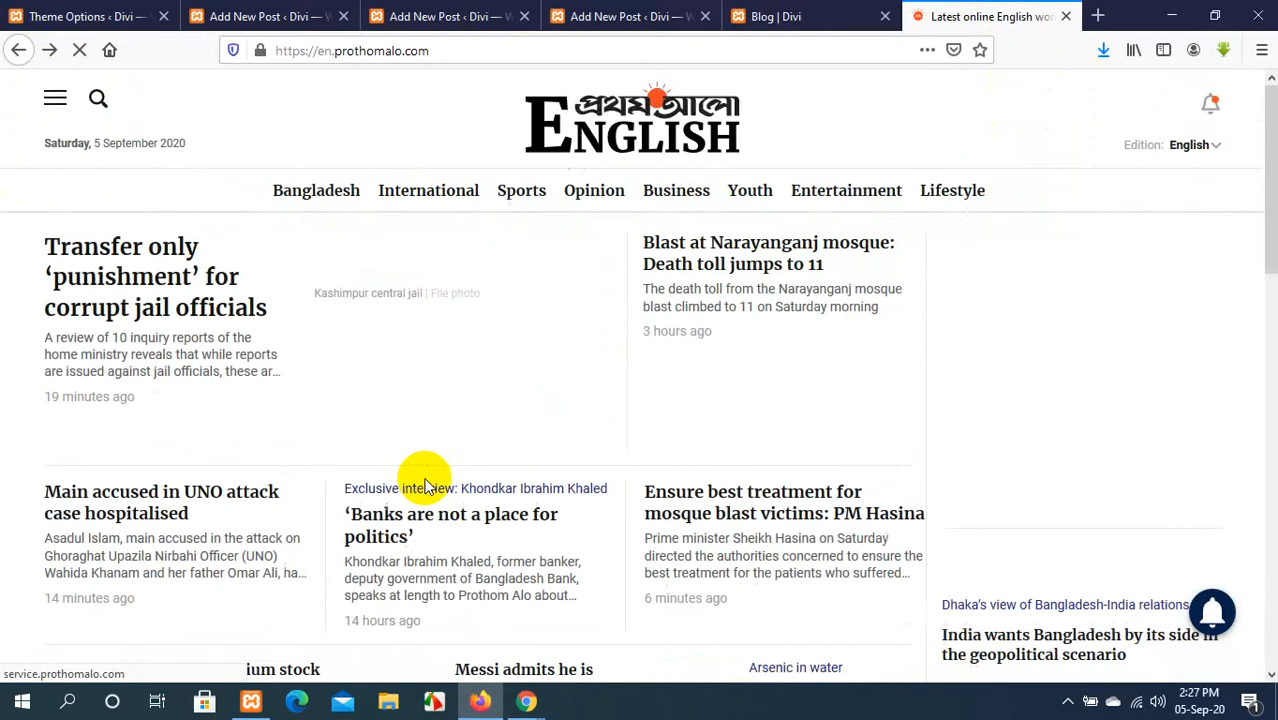 Theme Options ‹ Divi —
Add New Post ‹ Divi —
Add New Post ‹ Divi —
Add New Post ‹ Divi —
Blog | Divi
Latest online English
https://en.prothomalo.com
প্রথম আলো
ENGLISH
Saturday, 5 September 2020
Edition: English
Bangladesh International Sports Opinion Business Youth Entertainment Lifestyle
Transfer only
‘punishment’ for
corrupt jail officials
A review of 10 inquiry reports of the
home ministry reveals that while reports
are issued against jail officials, these ar...
19 minutes ago
Kashimpur central jail | File photo
Blast at Narayanganj mosque:
Death toll jumps to 11
The death toll from the Narayanganj mosque
blast climbed to 11 on Saturday morning
3 hours ago
Main accused in UNO attack
case hospitalised
Asadul Islam, main accused in the attack on
Ghoraghat Upazila Nirbahi Officer (UNO)
Wahida Khanam and her father Omar Ali, ha...
14 minutes ago
Exclusive interview: Khondkar Ibrahim Khaled
‘Banks are not a place for
politics’
Khondkar Ibrahim Khaled, former banker,
deputy government of Bangladesh Bank,
speaks at length to Prothom Alo about...
14 hours ago
Ensure best treatment for
mosque blast victims: PM Hasina
Prime minister Sheikh Hasina on Saturday
directed the authorities concerned to ensure the
best treatment for the patients who suffered...
6 minutes ago
Dhaka’s view of Bangladesh-India relations
India wants Bangladesh by its side in
the geopolitical scenario
service.prothomalo.com
ium stock
Messi admits he is
Arsenic in water
2:27 PM
05-Sep-20
1